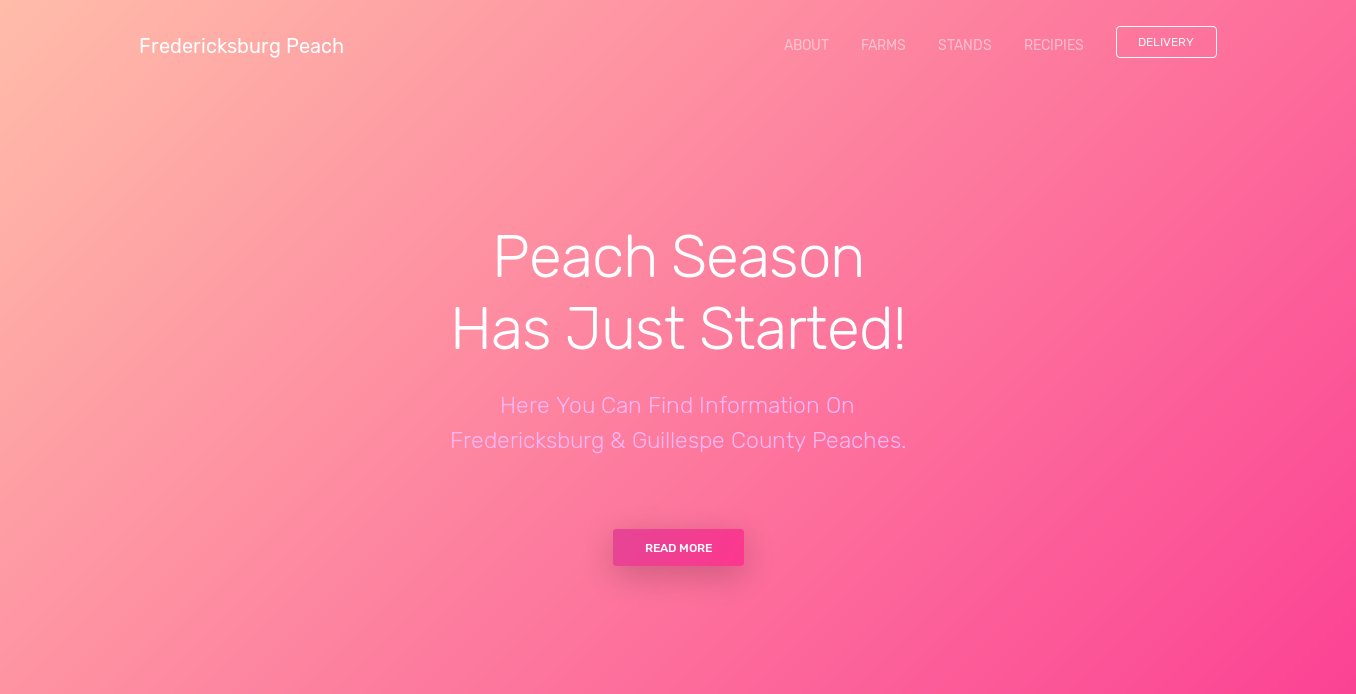 Fredericksburg Peach
ABOUT FARMS STANDS RECIPIES DELIVERY
Peach Season
Has Just Started!
Here You Can Find Information On
Fredericksburg & Guillespe County Peaches.
READ MORE